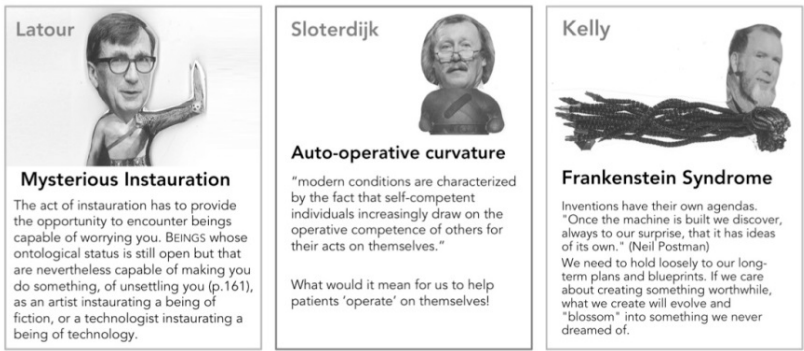 Latour
Mysterious Instauration
The act of instauration has to provide
the opportunity to encounter beings
capable of worrying you. BEINGS whose
ontological status is still open but that
are nevertheless capable of making you
do something, of unsettling you (p.161),
as an artist instaurating a being of
fiction, or a technologist instaurating a
being of technology.
Sloterdijk
Auto-operative curvature
"modern conditions are characterized
by the fact that self-competent
individuals increasingly draw on the
operative competence of others for
their acts on themselves."
What would it mean for us to help
patients 'operate' on themselves!
Kelly
Frankenstein Syndrome
Inventions have their own agendas.
"Once the machine is built we discover,
always to our surprise, that it has ideas
of its own." (Neil Postman)
We need to hold loosely to our long-
term plans and blueprints. If we care
about creating something worthwhile,
what we create will evolve and
"blossom" into something we never
dreamed of.